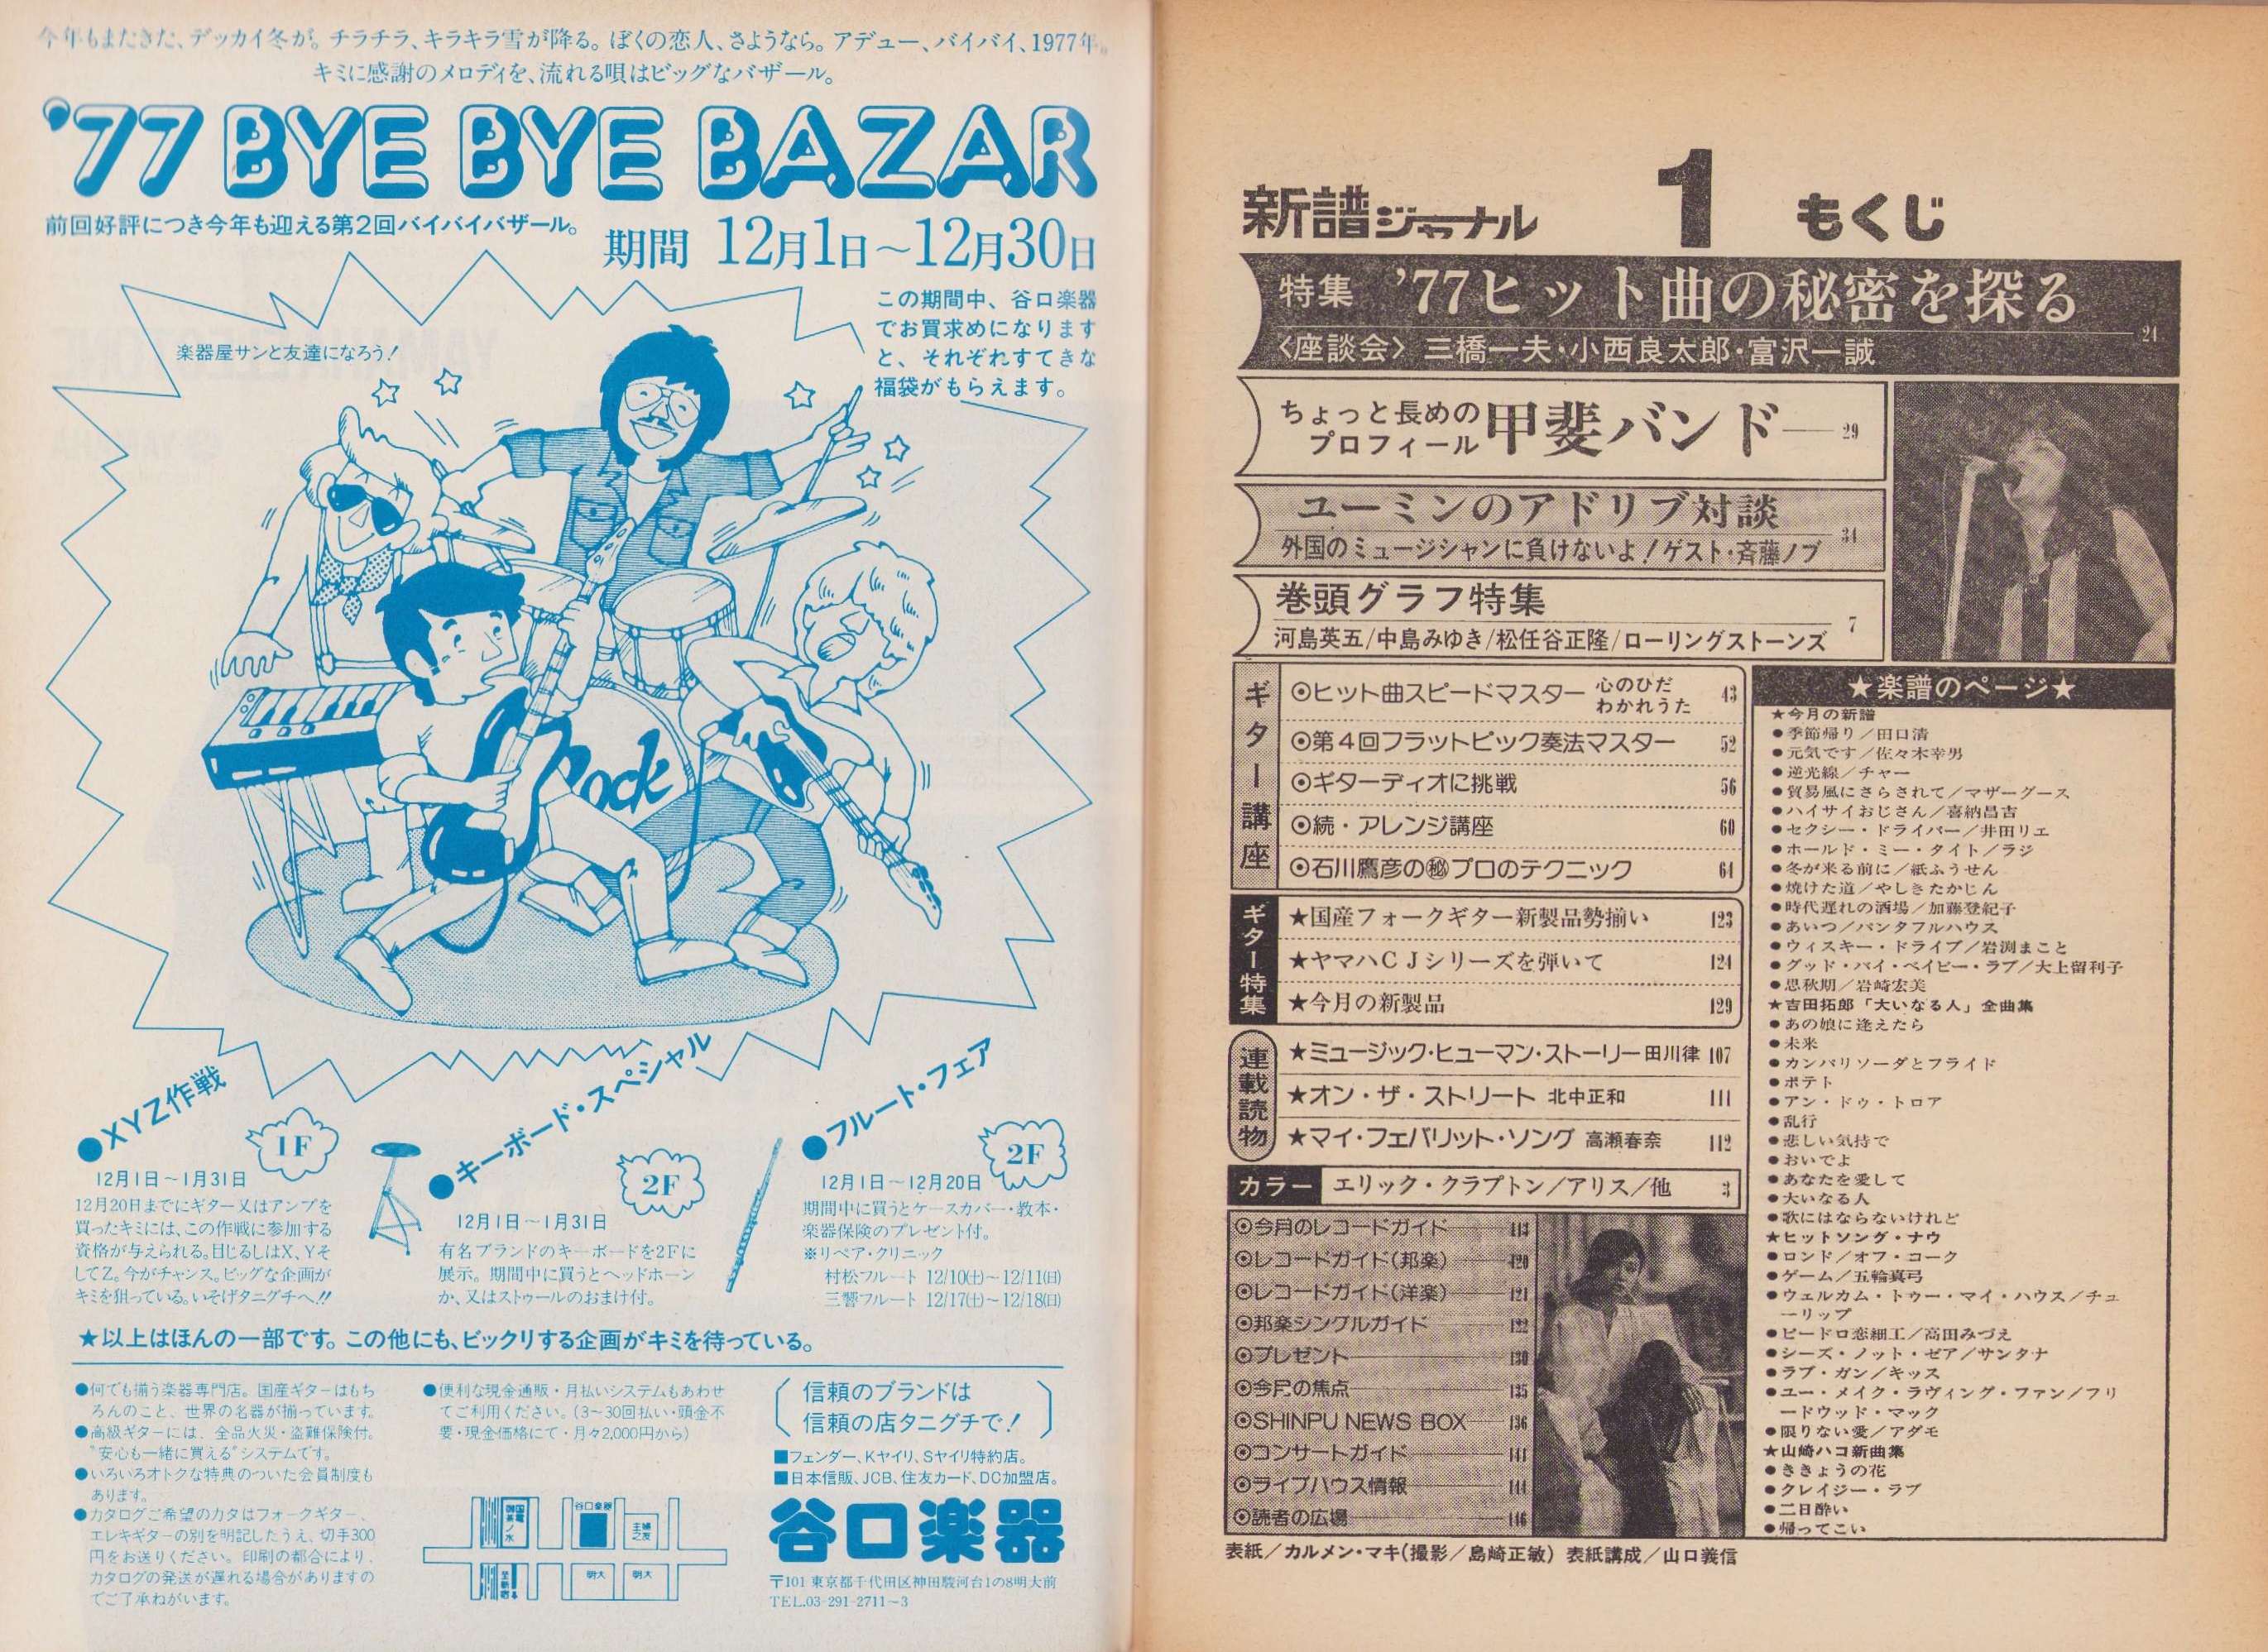 今年もまたきた、デッカイ冬が。チラチラ、キラキラ雪が降る。ぼくの恋人、さようなら。アデュー、バイバイ、1977年。
キミに感謝のメロディを、流れる唄はビッグなバザール。
'77 BYE BYE BAZAR
前回好評につき今年も迎える第2回バイバイバザール。
期間 12月1日～12月30日
この期間中、谷口楽器
でお買求めになります
と、それぞれすてきな
福袋がもらえます。
楽器屋サンと友達になろう!
Rock
●XYZ作戦
1F
12月1日～1月31日
12月20日までにギター又はアンプを
買ったキミには、この作戦に参加する
資格が与えられる。目じるしはX、Yそ
してZ。今がチャンス。ビッグな企画が
キミを狙っている。いそげタニグチへ!!
●キーボード・スペシャル
2F
12月1日～1月31日
有名ブランドのキーボードを2Fに
展示。期間中に買うとヘッドホーン
か、又はストゥールのおまけ付。
●フルート・フェア
2F
12月1日～12月20日
期間中に買うとケースカバー・教本・
楽器保険のプレゼント付。
※リペア・クリニック
村松フルート 12/10(土)～12/11(日)
三響フルート 12/17(土)～12/18(日)
★以上はほんの一部です。この他にも、ビックリする企画がキミを待っている。
●何でも揃う楽器専門店。国産ギターはもち
ろんのこと、世界の名器が揃っています。
●高級ギターには、全品火災・盗難保険付。
"安心も一緒に買える"システムです。
●いろいろオトクな特典のついた会員制度も
あります。
●カタログご希望のカタはフォークギター、
エレキギターの別を明記したうえ、切手300
円をお送りください。印刷の都合により、
カタログの発送が遅れる場合がありますの
でご了承ねがいます。
●便利な現金通販・月払いシステムもあわせ
てご利用ください。(3～30回払い・頭金不
要・現金価格にて・月々2,000円から)
国電
御茶ノ水
谷口楽器
主婦之友
至新宿
明大
明大
信頼のブランドは
信頼の店タニグチで!
■フェンダー、Kヤイリ、Sヤイリ特約店。
■日本信販、JCB、住友カード、DC加盟店。
谷口楽器
〒101 東京都千代田区神田駿河台1の8明大前
TEL.03-291-2711～3
新譜ジャーナル 1 もくじ
特集 '77ヒット曲の秘密を探る
〈座談会〉三橋一夫・小西良太郎・富沢一誠 21
ちょっと長めの
プロフィール 甲斐バンド 29
ユーミンのアドリブ対談
外国のミュージシャンに負けないよ!ゲスト・斉藤ノブ 34
巻頭グラフ特集
河島英五/中島みゆき/松任谷正隆/ローリングストーンズ 7
ギター講座
⊙ヒット曲スピードマスター 心のひだ わかれうた 43
⊙第4回フラットピック奏法マスター 52
⊙ギターディオに挑戦 56
⊙続・アレンジ講座 60
⊙石川鷹彦の㊙プロのテクニック 64
ギター特集
★国産フォークギター新製品勢揃い 123
★ヤマハCJシリーズを弾いて 124
★今月の新製品 129
連載読物
★ミュージック・ヒューマン・ストーリー 田川律 107
★オン・ザ・ストリート 北中正和 111
★マイ・フェバリット・ソング 高瀬春奈 112
カラー エリック・クラプトン/アリス/他 3
⊙今月のレコードガイド 113
⊙レコードガイド(邦楽) 120
⊙レコードガイド(洋楽) 121
⊙邦楽シングルガイド 122
⊙プレゼント 130
⊙今月の焦点 135
⊙SHINPU NEWS BOX 136
⊙コンサートガイド 141
⊙ライブハウス情報 144
⊙読者の広場 146
★楽譜のページ★
★今月の新譜
●季節帰り/田口清
●元気です/佐々木幸男
●逆光線/チャー
●貿易風にさらされて/マザーグース
●ハイサイおじさん/喜納昌吉
●セクシー・ドライバー/井田リエ
●ホールド・ミー・タイト/ラジ
●冬が来る前に/紙ふうせん
●焼けた道/やしきたかじん
●時代遅れの酒場/加藤登紀子
●あいつ/バンタフルハウス
●ウィスキー・ドライブ/岩渕まこと
●グッド・バイ・ベイビー・ラブ/大上留利子
●思秋期/岩崎宏美
★吉田拓郎「大いなる人」全曲集
●あの娘に逢えたら
●未来
●カンパリソーダとフライド
●ポテト
●アン・ドゥ・トロア
●乱行
●悲しい気持で
●おいでよ
●あなたを愛して
●大いなる人
●歌にはならないけれど
★ヒットソング・ナウ
●ロンド/オフ・コーク
●ゲーム/五輪真弓
●ウェルカム・トゥー・マイ・ハウス/チュ
ーリップ
●ビードロ恋細工/高田みづえ
●シーズ・ノット・ゼア/サンタナ
●ラブ・ガン/キッス
●ユー・メイク・ラヴィング・ファン/フリ
ードウッド・マック
●限りない愛/アダモ
★山崎ハコ新曲集
●ききょうの花
●クレイジー・ラブ
●二日酔い
●帰ってこい
表紙/カルメン・マキ(撮影/島崎正敏) 表紙講成/山口義信